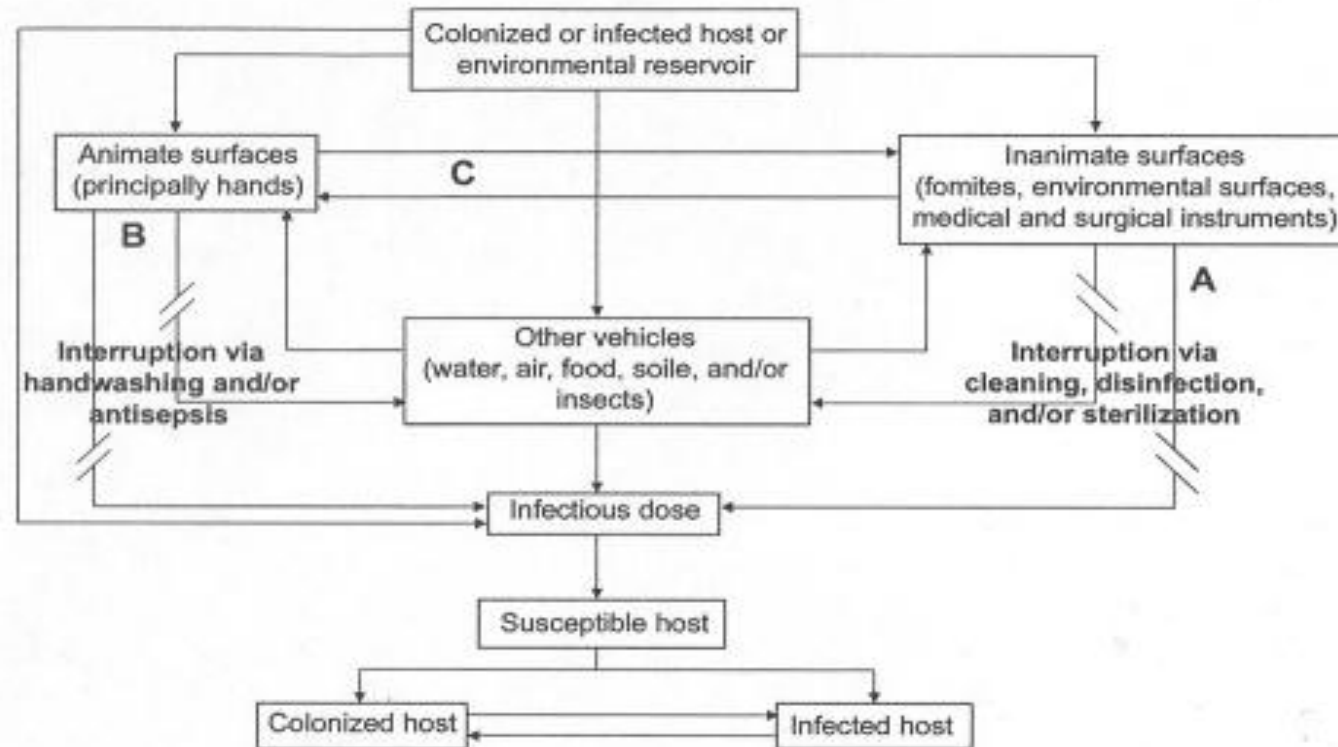 Colonized or infected host or
environmental reservoir
Animate surfaces
(principally hands)
C
Inanimate surfaces
(fomites, environmental surfaces,
medical and surgical instruments)
B
A
Other vehicles
(water, air, food, soile, and/or
insects)
Interruption via
handwashing and/or
antisepsis
Interruption via
cleaning, disinfection,
and/or sterilization
Infectious dose
Susceptible host
Colonized host
Infected host